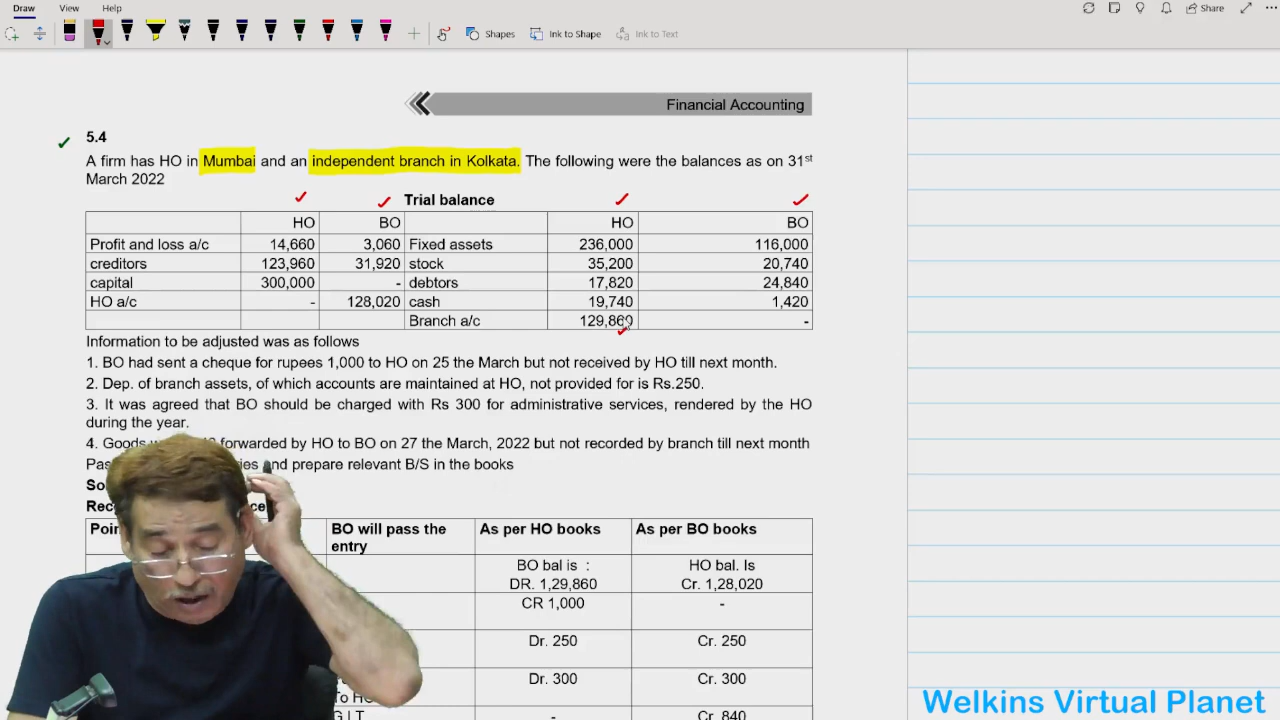 Draw View Help
Share
Shapes Ink to Shape Ink to Text
Financial Accounting
5.4
A firm has HO in Mumbai and an independent branch in Kolkata. The following were the balances as on 31st
March 2022
Trial balance
HO BO HO BO
Profit and loss a/c 14,660 3,060 Fixed assets 236,000 116,000
creditors 123,960 31,920 stock 35,200 20,740
capital 300,000 - debtors 17,820 24,840
HO a/c - 128,020 cash 19,740 1,420
Branch a/c 129,860 -
Information to be adjusted was as follows
1. BO had sent a cheque for rupees 1,000 to HO on 25 the March but not received by HO till next month.
2. Dep. of branch assets, of which accounts are maintained at HO, not provided for is Rs.250.
3. It was agreed that BO should be charged with Rs 300 for administrative services, rendered by the HO
during the year.
4. Goods forwarded by HO to BO on 27 the March, 2022 but not recorded by branch till next month
and prepare relevant B/S in the books
BO will pass the entry As per HO books As per BO books
BO bal is : DR. 1,29,860 HO bal. Is Cr. 1,28,020
CR 1,000 -
Dr. 250 Cr. 250
Dr. 300 Cr. 300
G.I.T. - Cr. 840
Welkins Virtual Planet